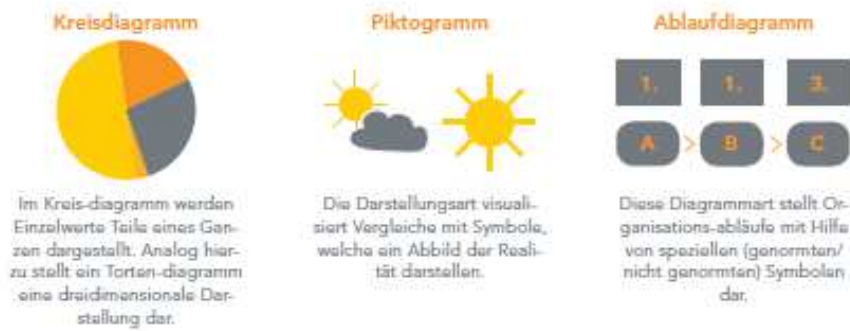 Kreisdiagramm
Im Kreis-diagramm werden
Einzelwerte Teile eines Gan-
zen dargestellt. Analog hier-
zu stellt ein Torten-diagramm
eine dreidimensionale Dar-
stellung dar.
Piktogramm
Die Darstellungsart visuali-
siert Vergleiche mit Symbole,
welche ein Abbild der Reali-
tät darstellen.
Ablaufdiagramm
1. 1. 3.
A > B > C
Diese Diagrammart stellt Or-
ganisations-abläufe mit Hilfe
von speziellen (genormten/
nicht genormten) Symbolen
dar.